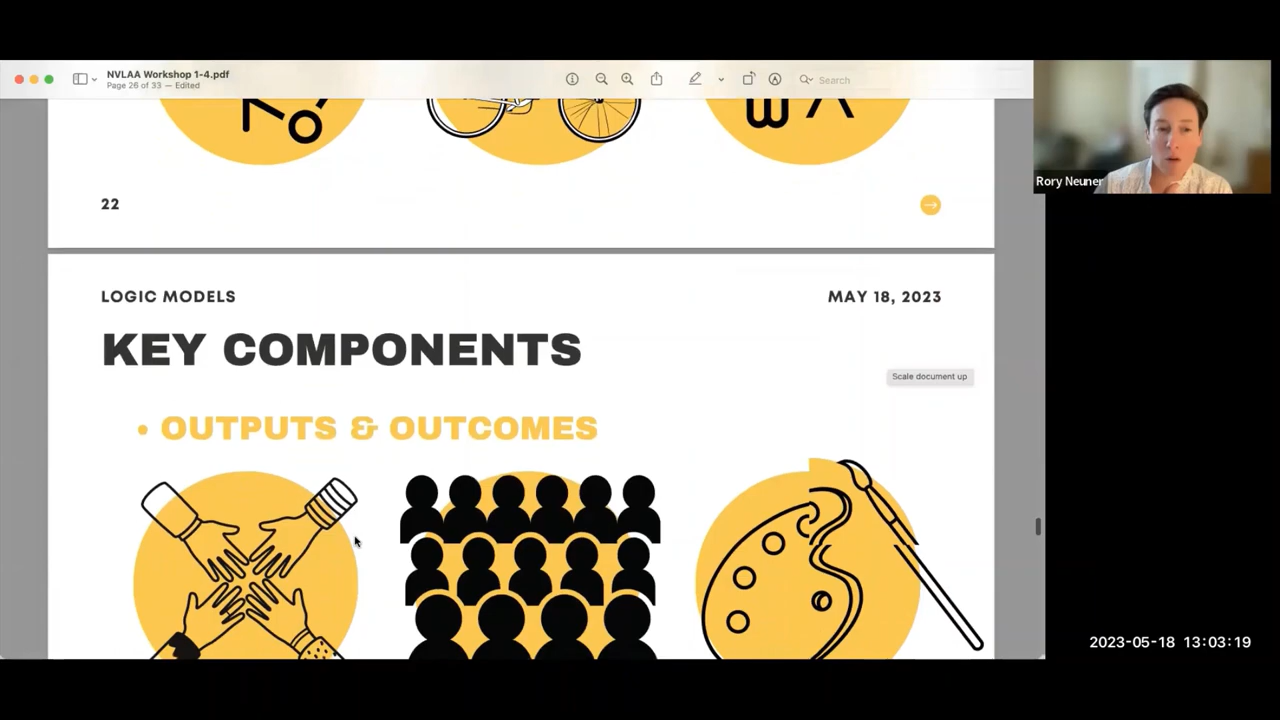 NVLAA Workshop 1-4.pdf
Page 26 of 33 — Edited
Search
Rory Neuner
22
LOGIC MODELS
MAY 18, 2023
KEY COMPONENTS
Scale document up
• OUTPUTS & OUTCOMES
2023-05-18 13:03:19